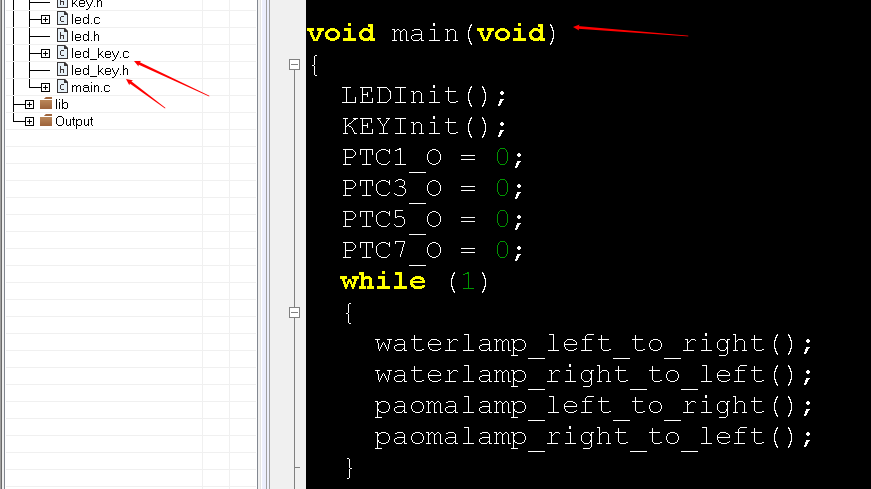 key.h
led.c
led.h
led_key.c
led_key.h
main.c
lib
Output
void main(void)
{
LEDInit();
KEYInit();
PTC1_O = 0;
PTC3_O = 0;
PTC5_O = 0;
PTC7_O = 0;
while (1)
{
waterlamp_left_to_right();
waterlamp_right_to_left();
paomalamp_left_to_right();
paomalamp_right_to_left();
}